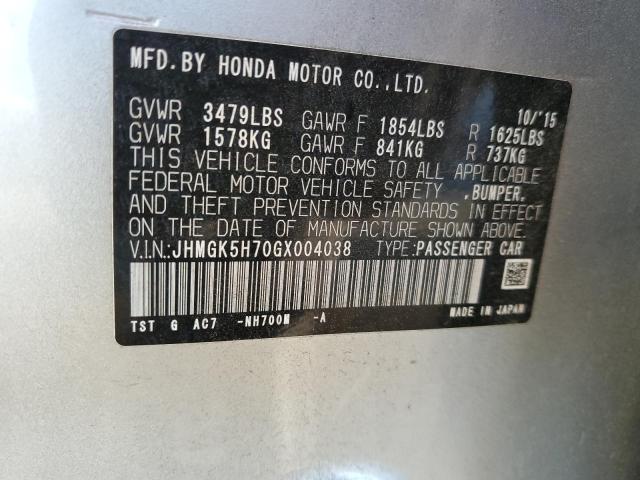 MFD.BY HONDA MOTOR CO.,LTD.
10/'15
GVWR 3479LBS GAWR F 1854LBS R 1625LBS
GVWR 1578KG GAWR F 841KG R 737KG
THIS VEHICLE CONFORMS TO ALL APPLICABLE
FEDERAL MOTOR VEHICLE SAFETY ,BUMPER,
AND THEFT PREVENTION STANDARDS IN EFFECT
ON THE DATE OF MANUFACTURE SHOWN ABOVE.
V.I.N:JHMGK5H70GX004038 TYPE:PASSENGER CAR
TST G AC7 -NH700M -A MADE IN JAPAN